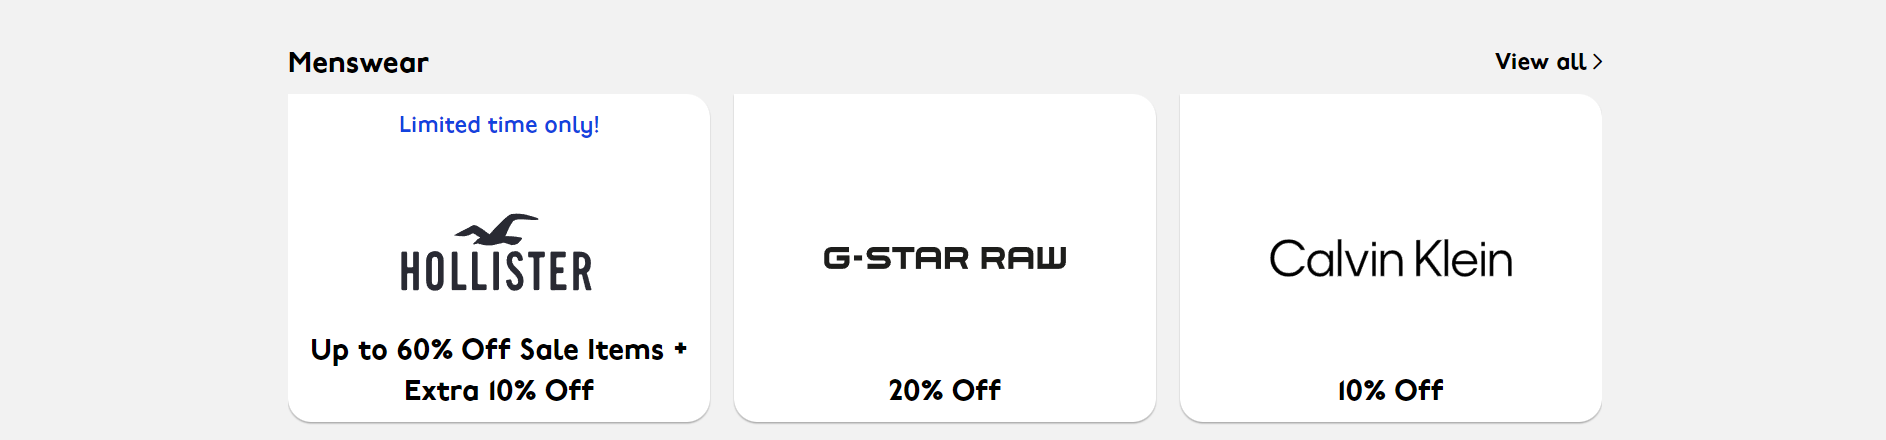 Menswear
View all
Limited time only!
HOLLISTER
Up to 60% Off Sale Items +
Extra 10% Off
G-STAR RAW
20% Off
Calvin Klein
10% Off